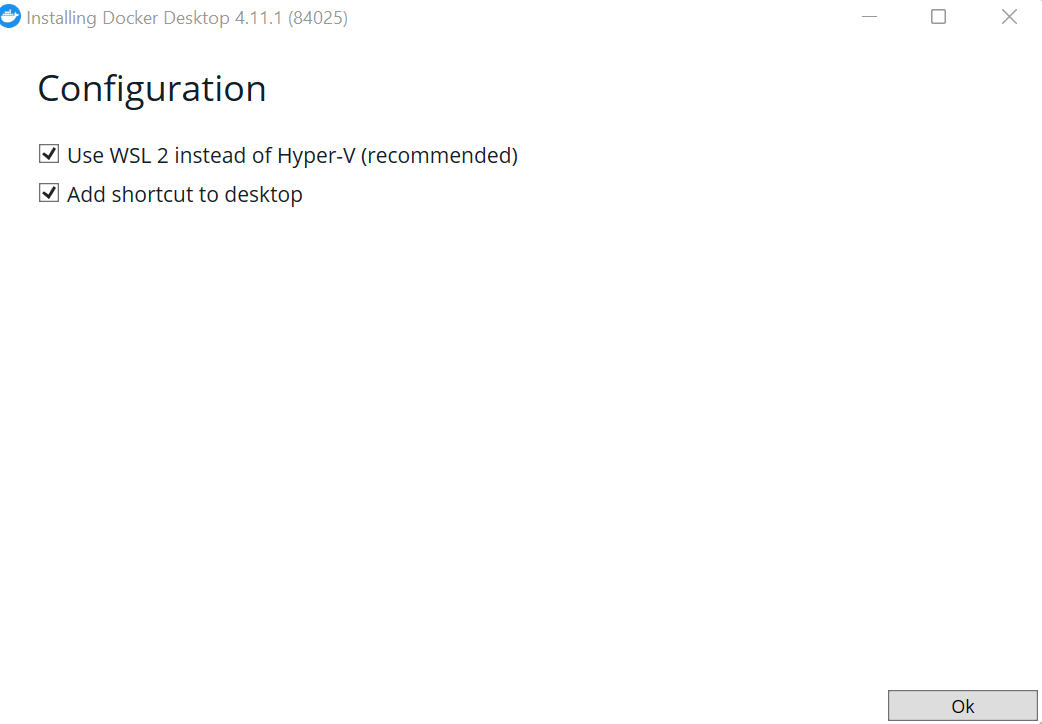 Installing Docker Desktop 4.11.1 (84025)
Configuration
Use WSL 2 instead of Hyper-V (recommended)
Add shortcut to desktop
Ok